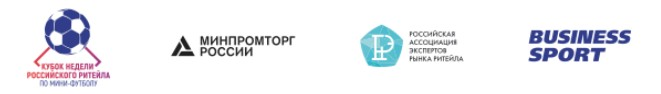 КУБОК НЕДЕЛИ
РОССИЙСКОГО РИТЕЙЛА
ПО МИНИ-ФУТБОЛУ
МИНПРОМТОРГ
РОССИИ
РОССИЙСКАЯ
АССОЦИАЦИЯ
ЭКСПЕРТОВ
РЫНКА РИТЕЙЛА
BUSINESS
SPORT